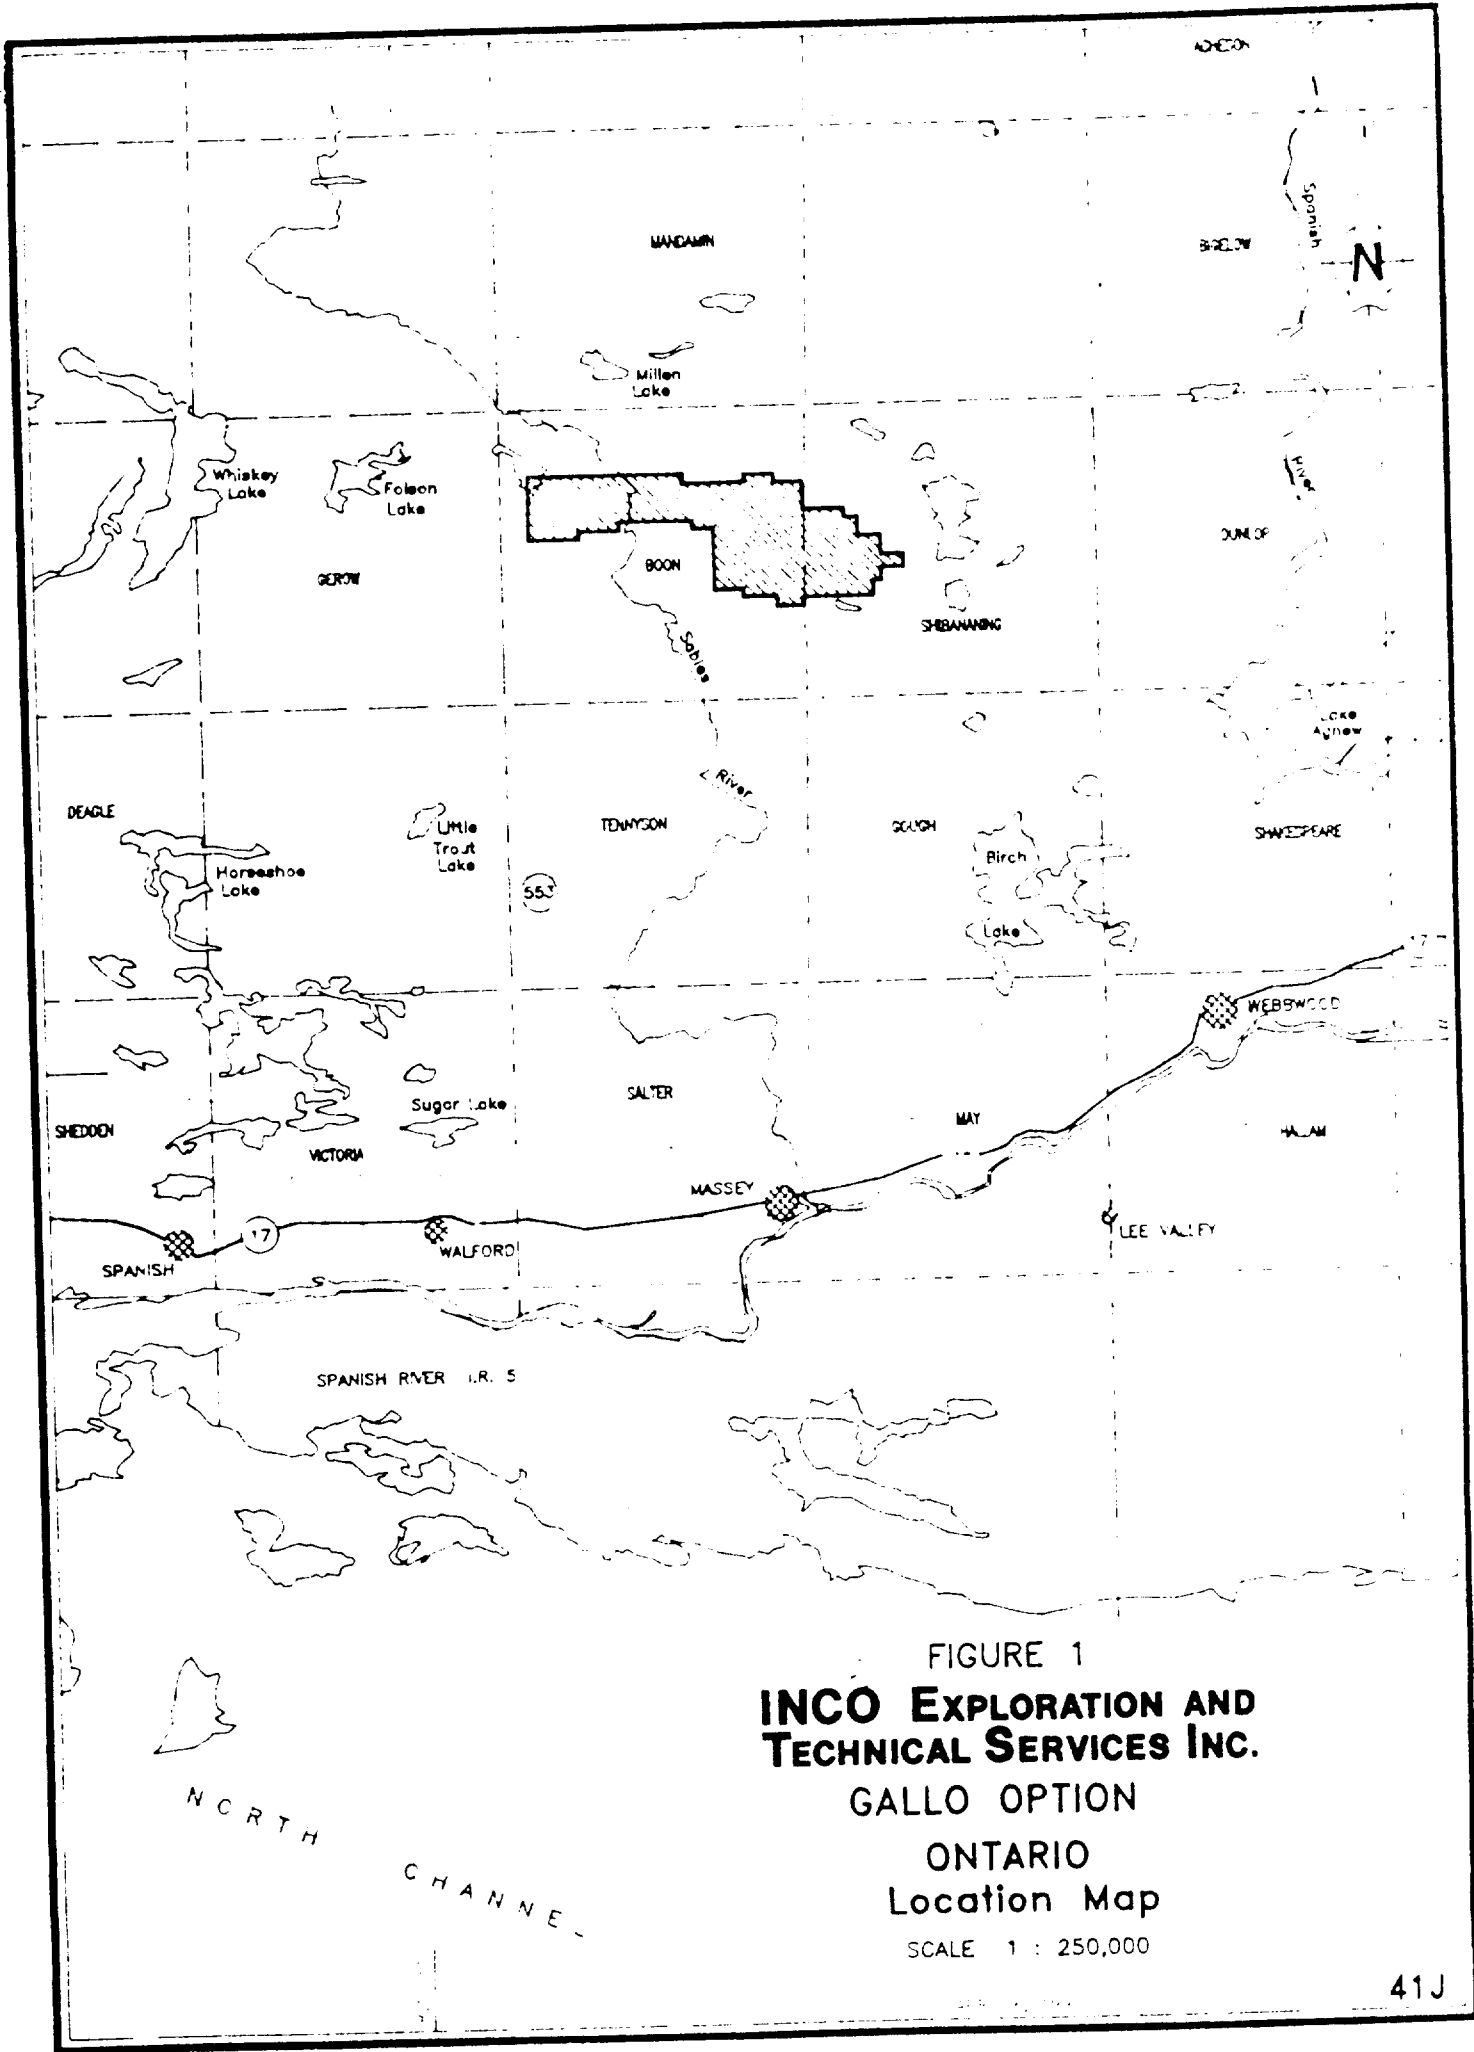 Spanish
MANDAMIN
BIGELOW
N
Millen
Lake
Whiskey
Lake
Folson
Lake
River
DUNLOP
GEROW
BOON
SHIBANANING
Sables
Lake
Agnew
River
DEAGLE
Little
Trout
Lake
TENNYSON
GOUGH
SHAKESPEARE
Birch
Lake
Horseshoe
Lake
553
17
WEBBWOOD
SALTER
Sugar Lake
MAY
SHEDDEN
VICTORIA
HALLAM
MASSEY
17
WALFORD
LEE VALLEY
SPANISH
SPANISH RIVER I.R. 5
FIGURE 1
INCO EXPLORATION AND
TECHNICAL SERVICES INC.
GALLO OPTION
ONTARIO
Location Map
SCALE 1 : 250,000
NORTH
CHANNEL
41J